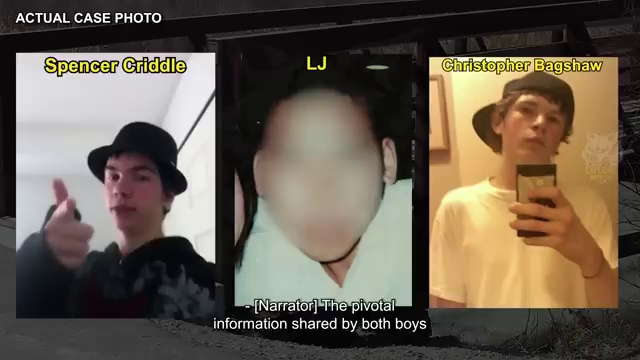 ACTUAL CASE PHOTO
Spencer Criddle
LJ
Christopher Bagshaw
- [Narrator] The pivotal
information shared by both boys